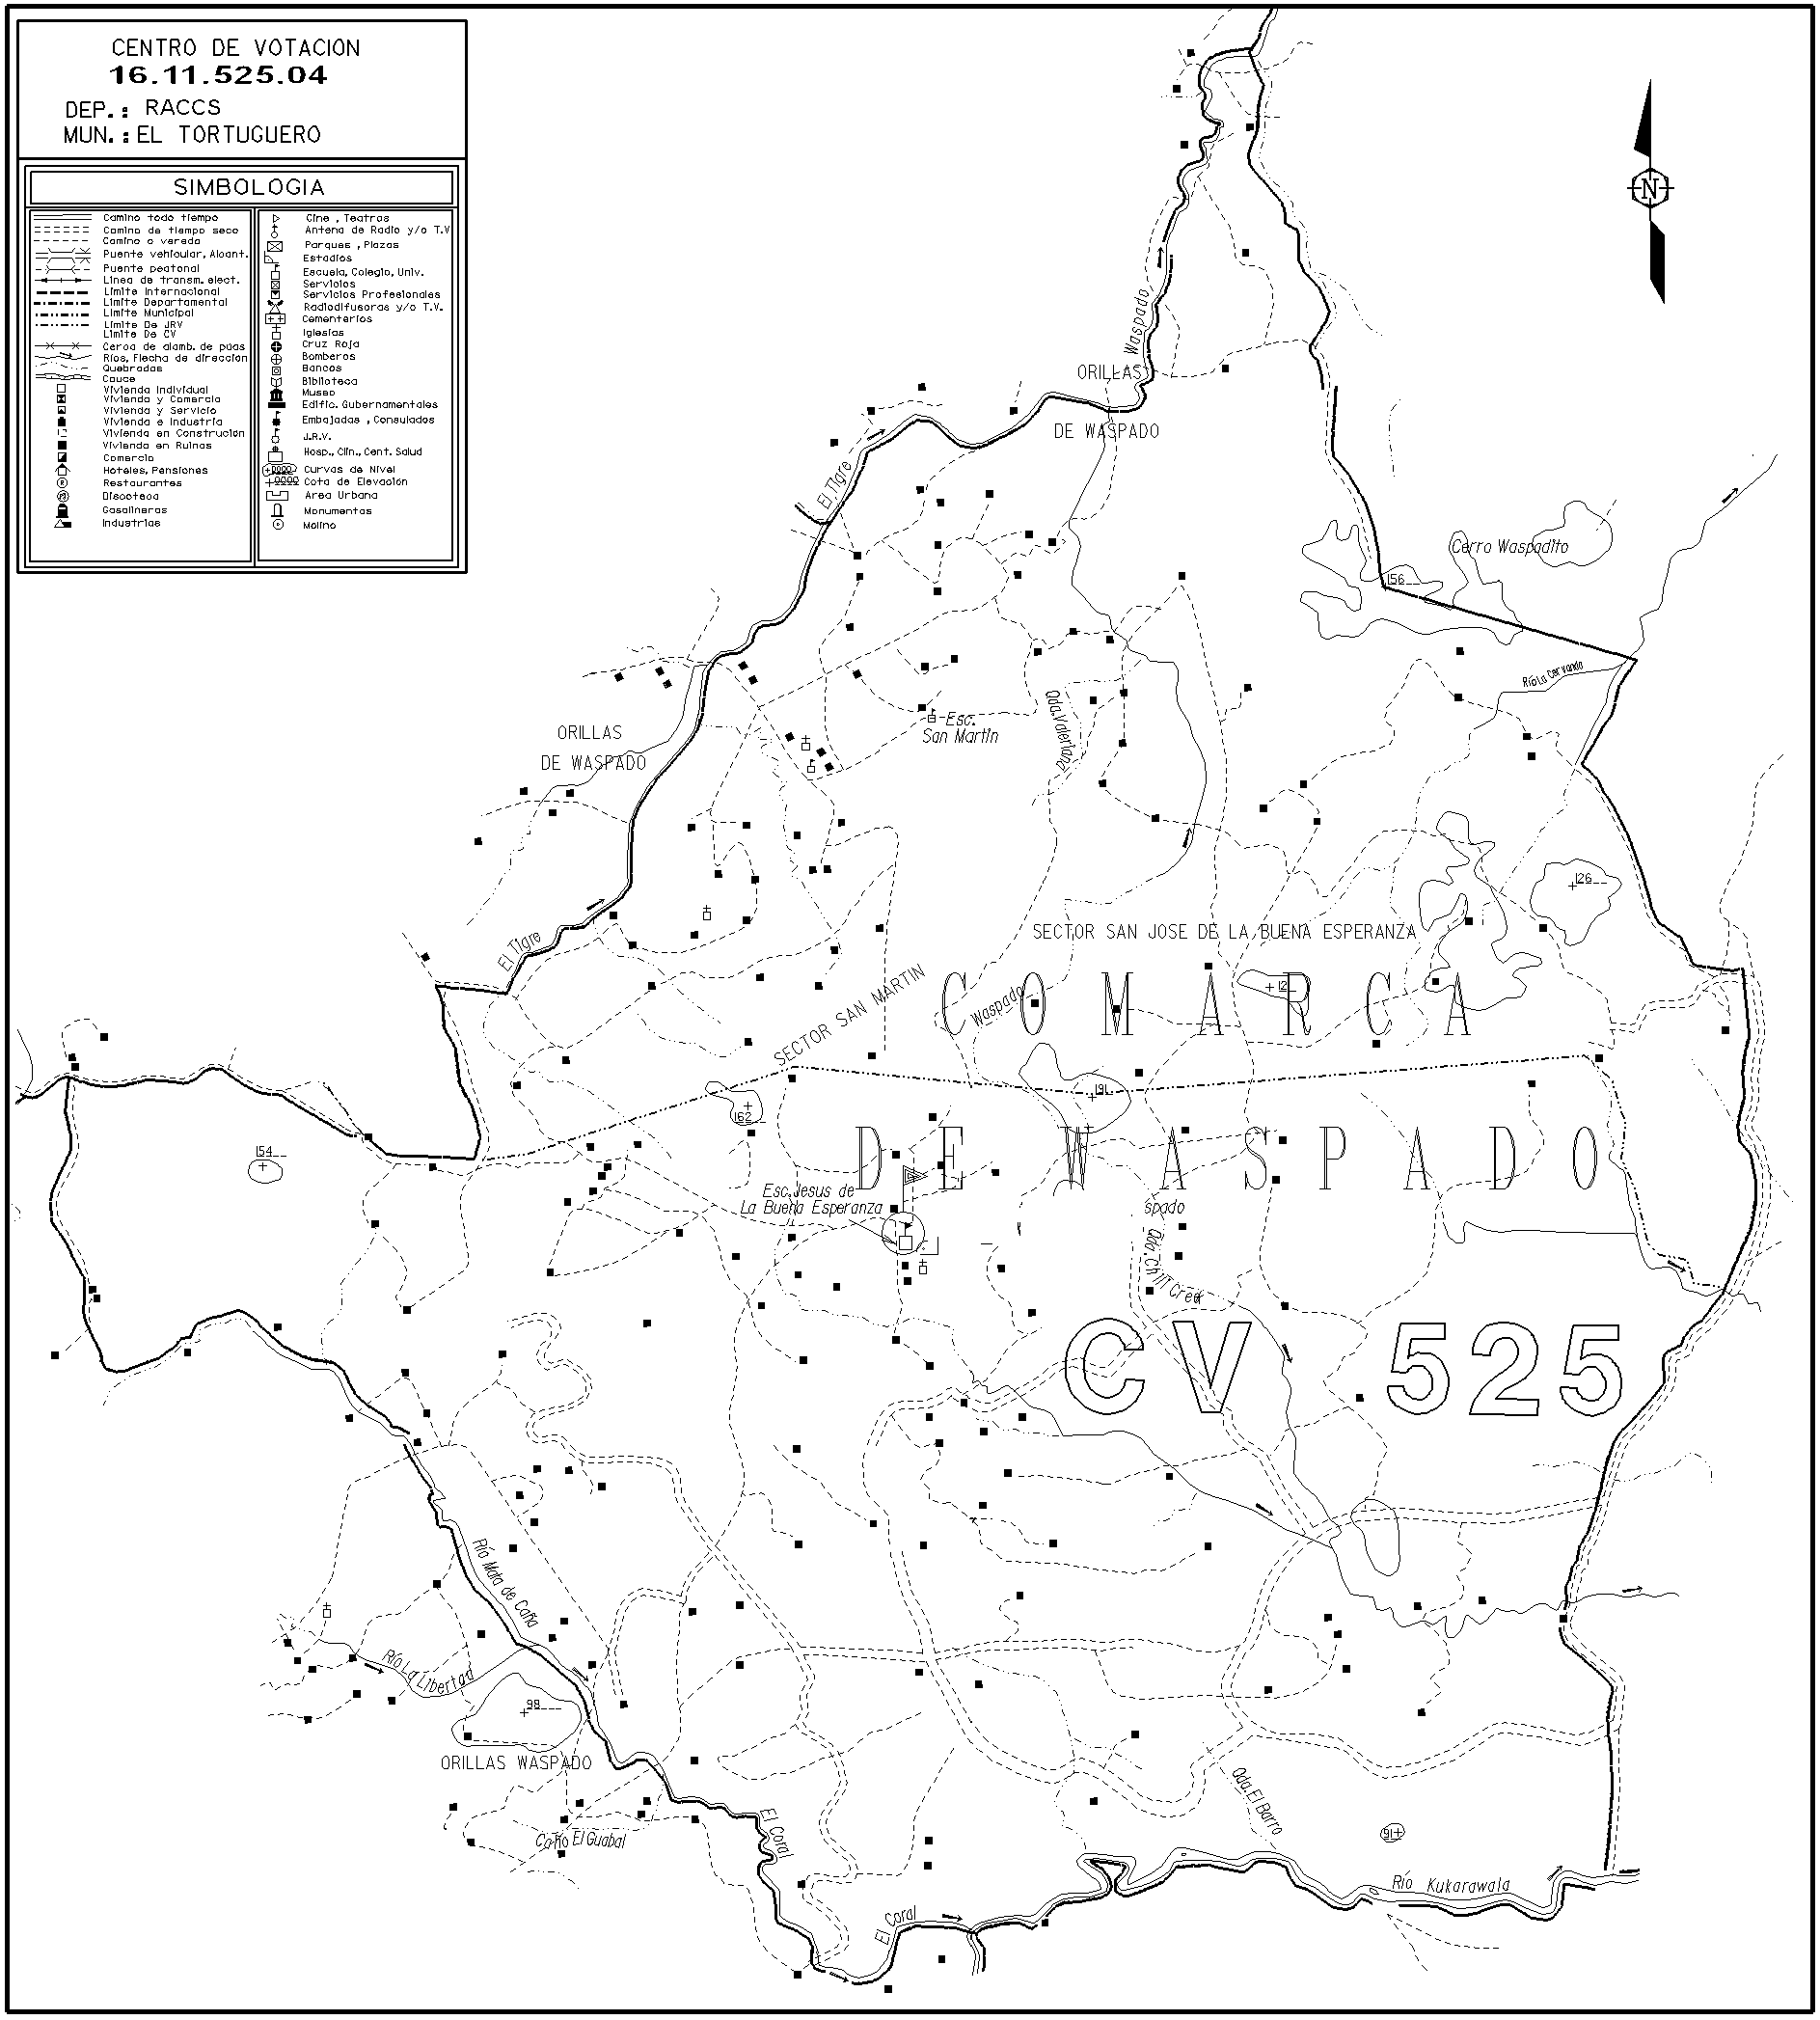 CENTRO DE VOTACION
16.11.525.04
DEP.: RACCS
MUN.: EL TORTUGUERO
SIMBOLOGIA
Camino todo tiempo
Camino de tiempo seco
Camino o vereda
Puente vehicular, Alcant.
Puente peatonal
Linea de transm. elect.
Limite Internacional
Limite Departamental
Limite Municipal
Limite De JRV
Limite De CV
Cerca de alamb. de púas
Ríos, Flecha de dirección
Quebradas
Cauce
Vivienda Individual
Vivienda y Comercio
Vivienda y Servicio
Vivienda e Industria
Vivienda en Construcion
Vivienda en Ruinas
Comercio
Hoteles, Pensiones
Restaurantes
Discoteca
Gasolineras
Industrias
Cine , Teatros
Antena de Radio y/o T.V
Parques , Plazas
Estadios
Escuela, Colegio, Univ.
Servicios
Servicios Profesionales
Radiodifusoras y/o T.V.
Cementerios
Iglesias
Cruz Roja
Bomberos
Bancos
Biblioteca
Museo
Edific. Gubernamentales
Embajadas , Consulados
J.R.V.
Hosp., Clin., Cent. Salud
Curvas de Nivel
Cota de Elevación
Area Urbana
Monumentos
Molino
N
Waspado
ORILLAS
DE WASPADO
El Tigre
Cerro Waspadito
156
Río La Cervando
ORILLAS
DE WASPADO
Esc.
San Martin
Qda. Valeriano
126
El Tigre
SECTOR SAN JOSE DE LA BUENA ESPERANZA
SECTOR SAN MARTIN
Waspado
COMARCA
12
191
162
154
DE WASPADO
Esc. Jesus de
La Buena Esperanza
spado
Qda. Chill Creek
CV 525
Río Mata de Caña
Río La Libertad
98
ORILLAS WASPADO
Caño El Guabal
El Coral
Qda. El Barro
91
El Coral
Río Kukarawala